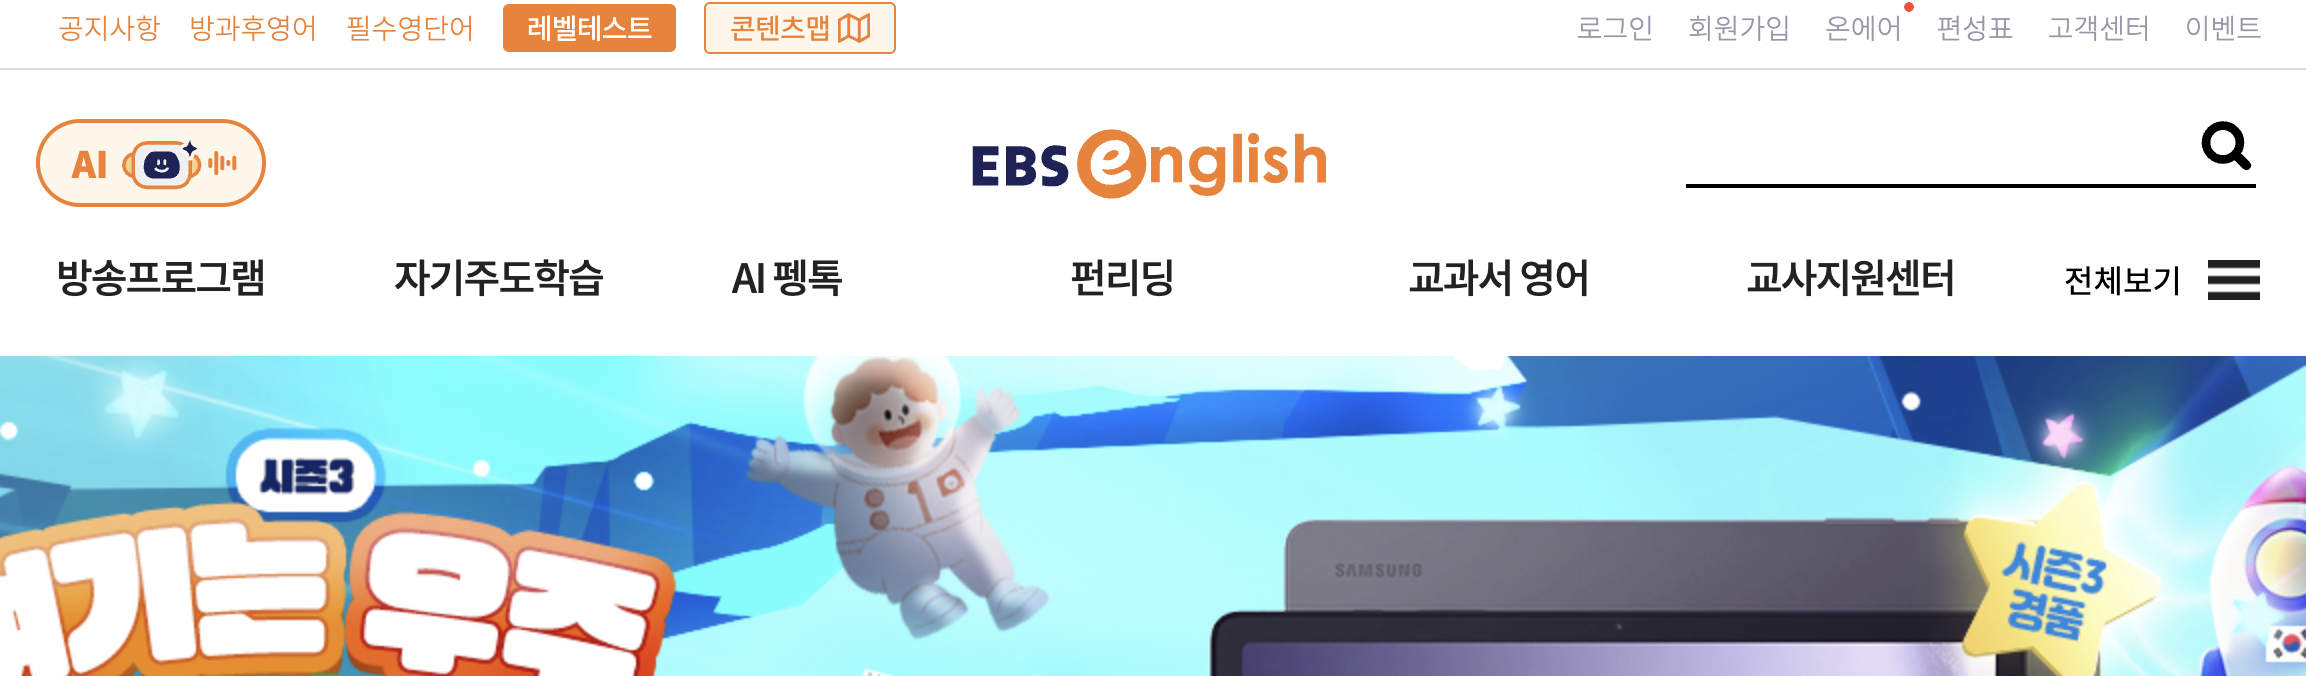 공지사항 방과후영어 필수영단어 레벨테스트 콘텐츠맵 로그인 회원가입 온에어 편성표 고객센터 이벤트
AI
EBS english
방송프로그램 자기주도학습 AI 펭톡 펀리딩 교과서 영어 교사지원센터 전체보기
시즌3
여기는 우주
SAMSUNG
시즌3
경품
1